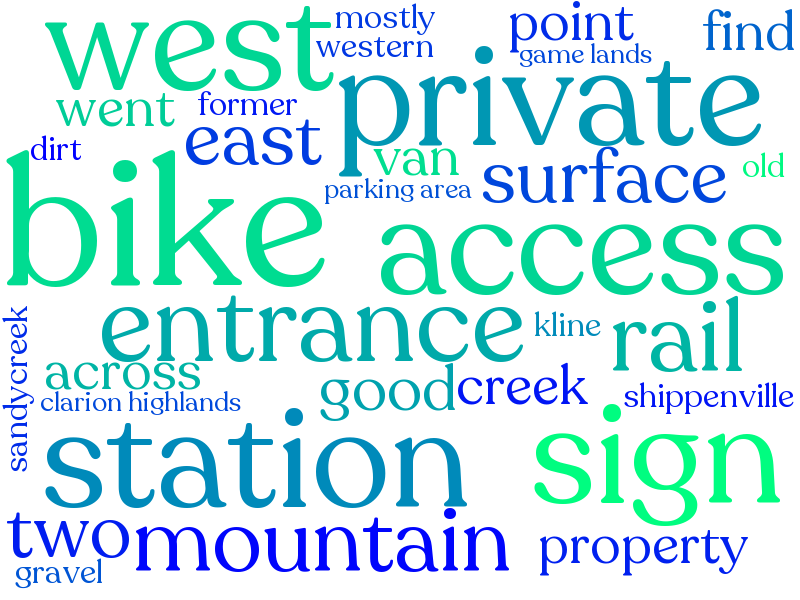 mostly
point
find
west
western
game lands
private
went
former
east
dirt
van
surface
old
bike
parking area
access
entrance
kline
rail
sandycreek
across
good
creek
shippenville
clarion highlands
station
sign
two
mountain
property
gravel